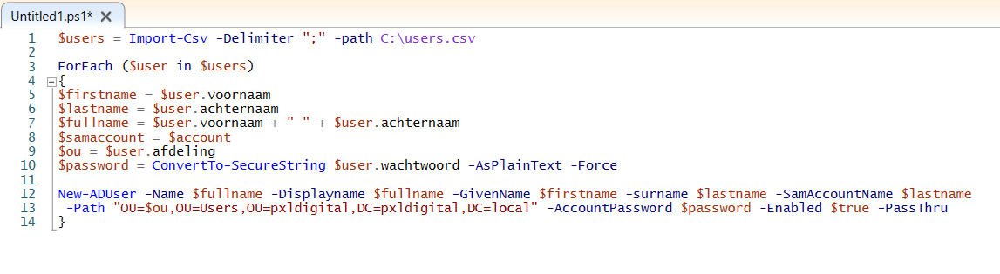 Untitled1.ps1* X
1 $users = Import-Csv -Delimiter ";" -path C:\users.csv
2
3 ForEach ($user in $users)
4 {
5 $firstname = $user.voornaam
6 $lastname = $user.achternaam
7 $fullname = $user.voornaam + " " + $user.achternaam
8 $samaccount = $account
9 $ou = $user.afdeling
10 $password = ConvertTo-SecureString $user.wachtwoord -AsPlainText -Force
11
12 New-ADUser -Name $fullname -Displayname $fullname -GivenName $firstname -surname $lastname -SamAccountName $lastname
13 -Path "OU=$ou,OU=Users,OU=pxldigital,DC=pxldigital,DC=local" -AccountPassword $password -Enabled $true -PassThru
14 }